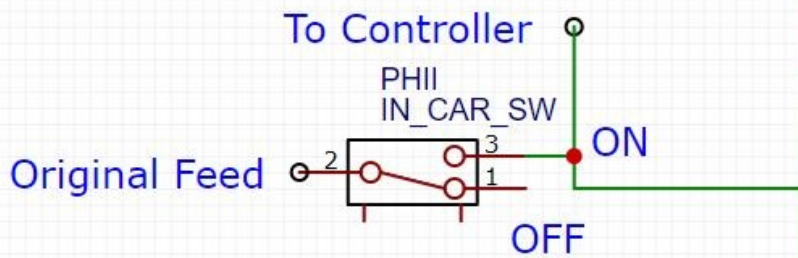 To Controller
PHII
IN_CAR_SW
3
ON
Original Feed
2
1
OFF